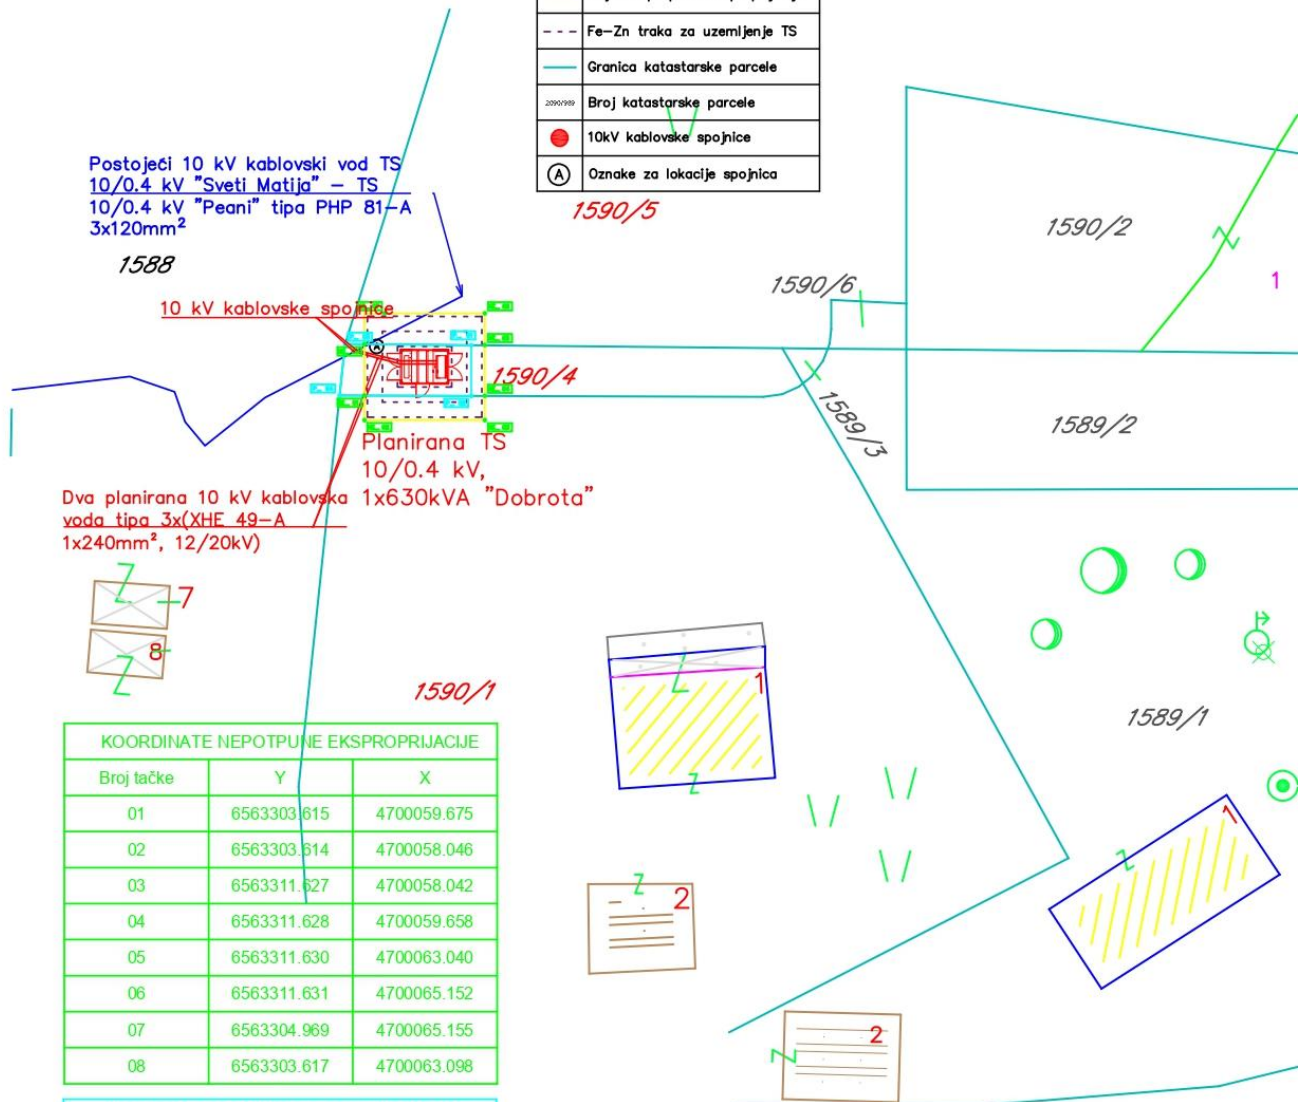 Fe-Zn traka za uzemljenje TS
Granica katastarske parcele
2090/989 Broj katastarske parcele
10kV kablovske spojnice
A Oznake za lokacije spojnica
Postojeći 10 kV kablovski vod TS
10/0.4 kV "Sveti Matija" – TS
10/0.4 kV "Peani" tipa PHP 81-A
3x120mm²
1588
1590/5
1590/2
1590/6
1
10 kV kablovske spojnice
A
1590/4
1589/3
1589/2
Planirana TS
10/0.4 kV,
1x630kVA "Dobrota"
Dva planirana 10 kV kablovska
voda tipa 3x(XHE 49-A
1x240mm², 12/20kV)
7
8
1590/1
1
1589/1
1
2
2
KOORDINATE NEPOTPUNE EKSPROPRIJACIJE
Broj tačke Y X
01 6563303.615 4700059.675
02 6563303.614 4700058.046
03 6563311.627 4700058.042
04 6563311.628 4700059.658
05 6563311.630 4700063.040
06 6563311.631 4700065.152
07 6563304.969 4700065.155
08 6563303.617 4700063.098